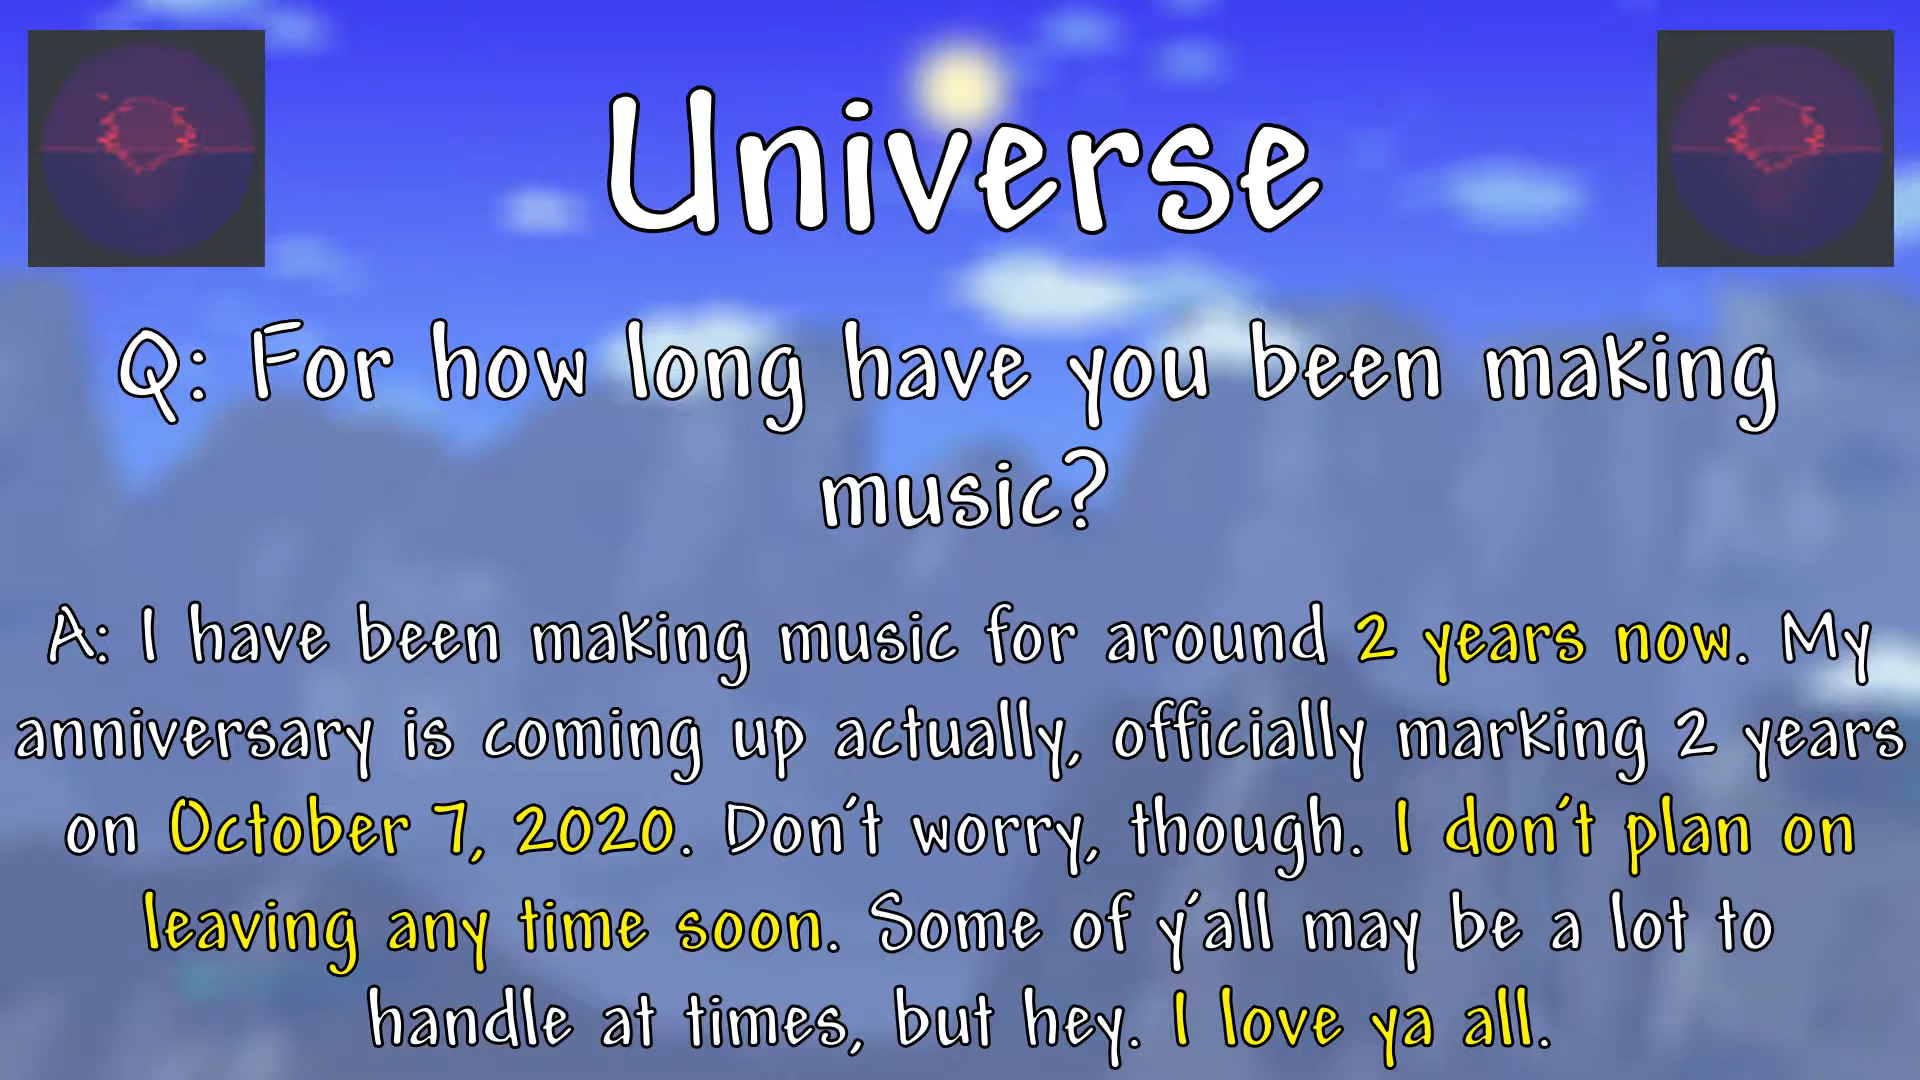 Universe
Q: For how long have you been making
music?
A: I have been making music for around 2 years now. My
anniversary is coming up actually, officially marking 2 years
on October 7, 2020. Don't worry, though. I don't plan on
leaving any time soon. Some of y'all may be a lot to
handle at times, but hey. I love ya all.